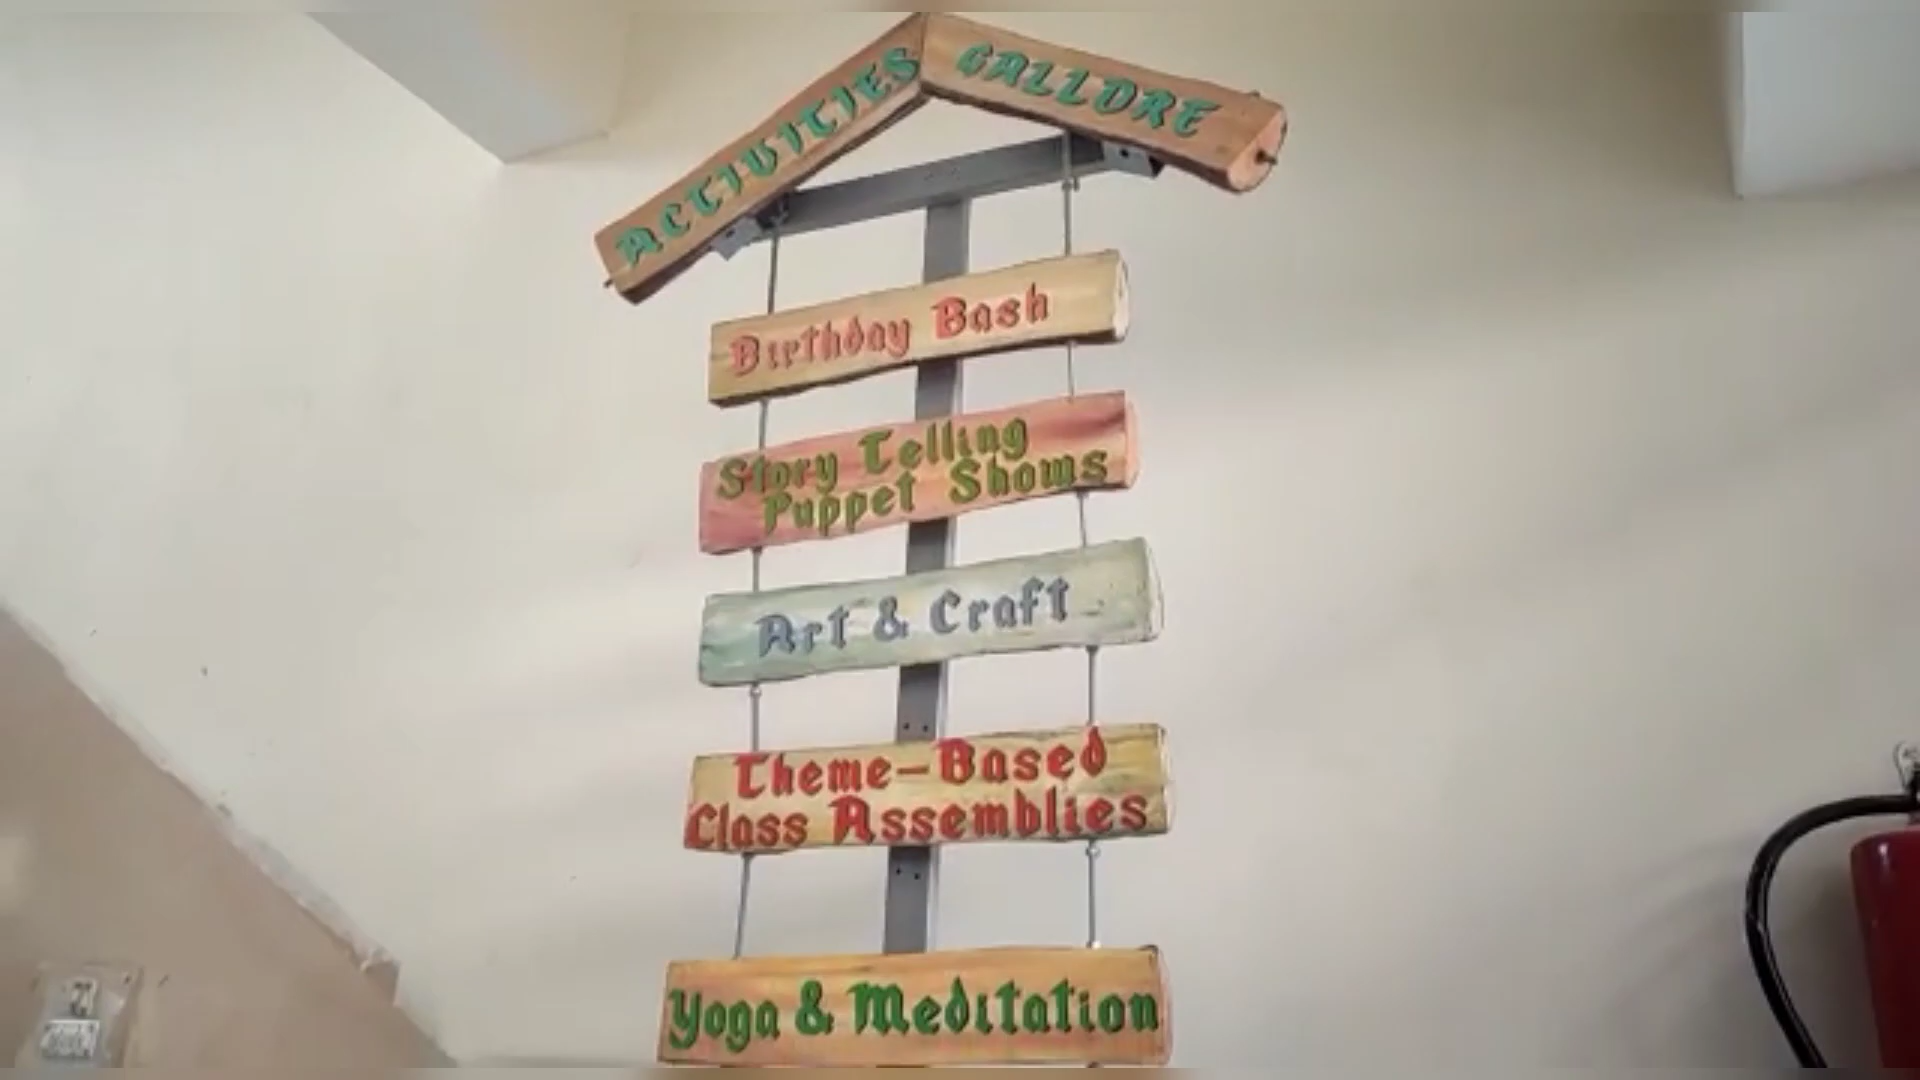 ACTIVITIES GALLORE
Birthday Bash
Story Telling
Puppet Shows
Art & Craft
Theme-Based
Class Assemblies
Yoga & Meditation